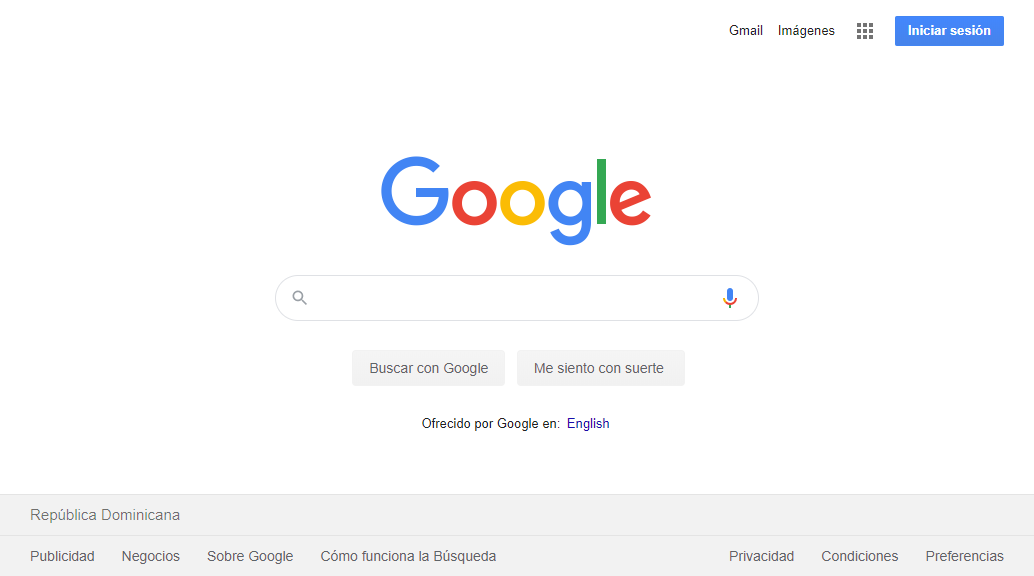 Gmail Imágenes Iniciar sesión
Google
Buscar con Google Me siento con suerte
Ofrecido por Google en: English
República Dominicana
Publicidad Negocios Sobre Google Cómo funciona la Búsqueda Privacidad Condiciones Preferencias